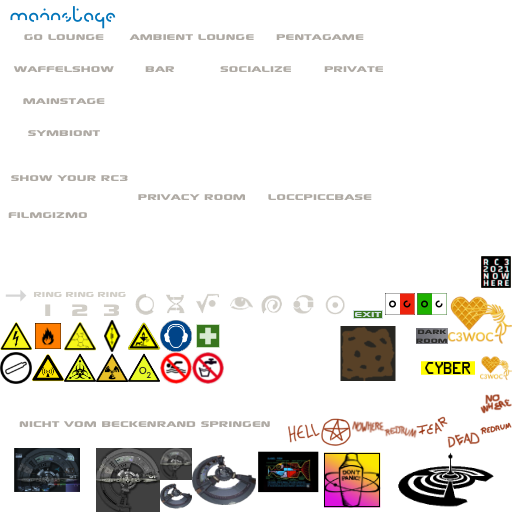 mainstage
GO LOUNGE AMBIENT LOUNGE PENTAGAME
WAFFELSHOW BAR SOCIALIZE PRIVATE
MAINSTAGE
SYMBIONT
SHOW YOUR RC3
PRIVACY ROOM LOCCPICCBASE
FILMGIZMO
RC3
2021
NOW
HERE
RING RING RING
1 2 3
EXIT
DARK
ROOM
C3WOC
O₂
CYBER
C3WOC
NO
WHERE
NICHT VOM BECKENRAND SPRINGEN
HELL NOWHERE REDRUM FEAR
DEAD REDRUM
DON'T
PANIC